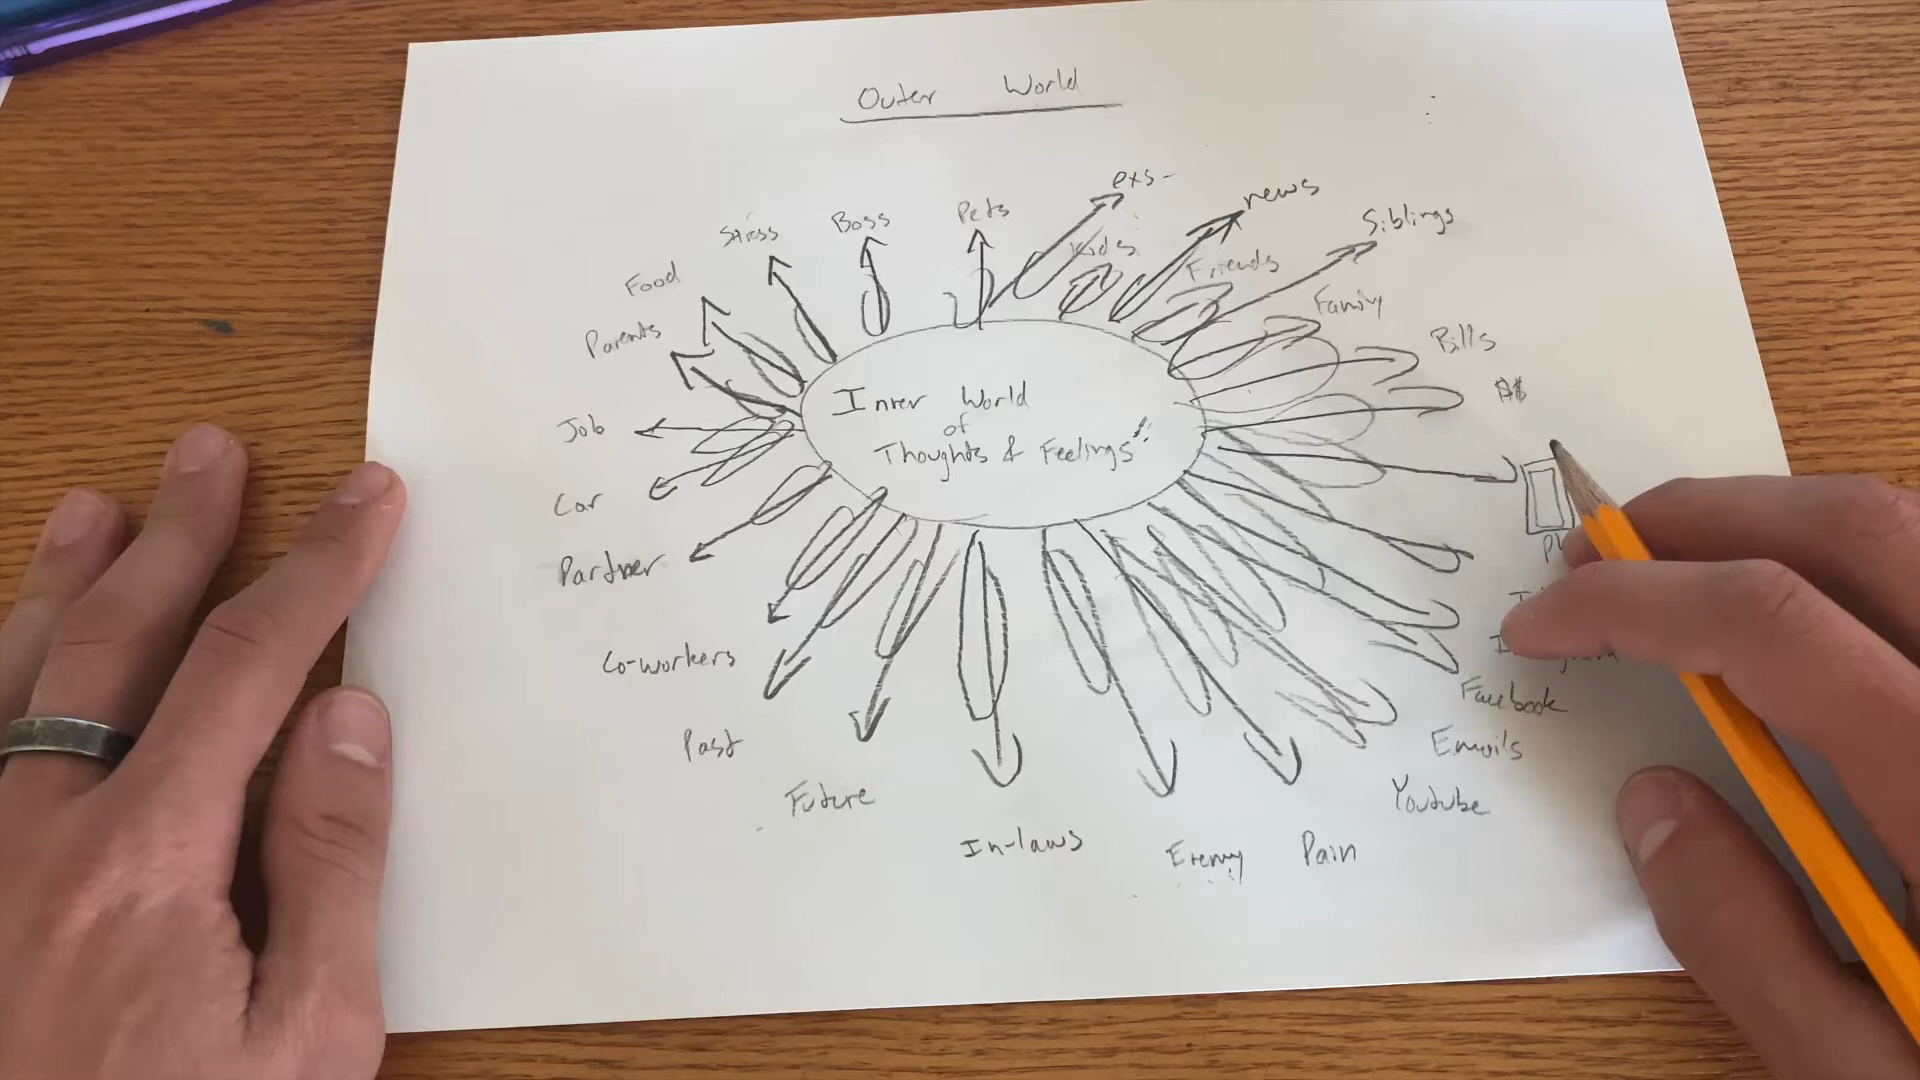 Outer World
exs-
news
Siblings
Pets
Boss
Stress
Kids
Friends
Food
Family
Parents
Bills
Inner World
of
Thoughts & Feelings"
Job
Car
Partner
Co-workers
Facebook
Past
Emails
Future
Youtube
In-laws
Enemy
Pain